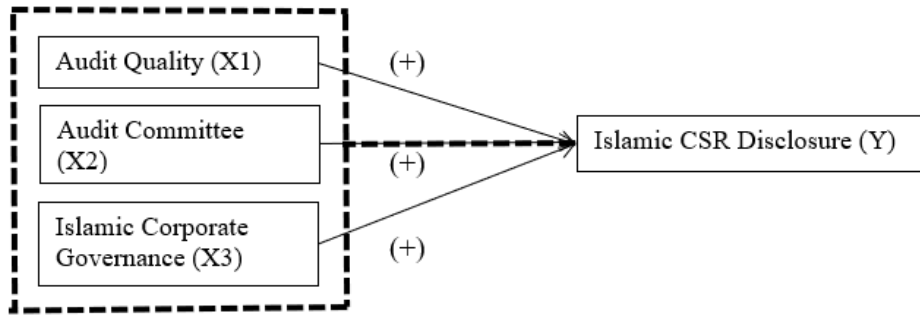 Audit Quality (X1)
(+)
Audit Committee
(X2)
(+)
Islamic CSR Disclosure (Y)
Islamic Corporate
Governance (X3)
(+)